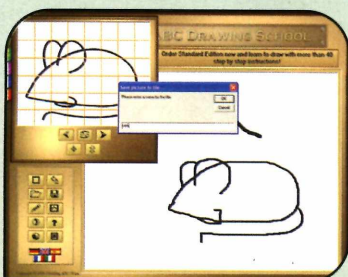 ABC DRAWING SCHOOL
Order Standard Edition now and learn to draw with more than 45
step by step instructions!
Save picture to file
Please enter a name for the file:
OK
Cancel